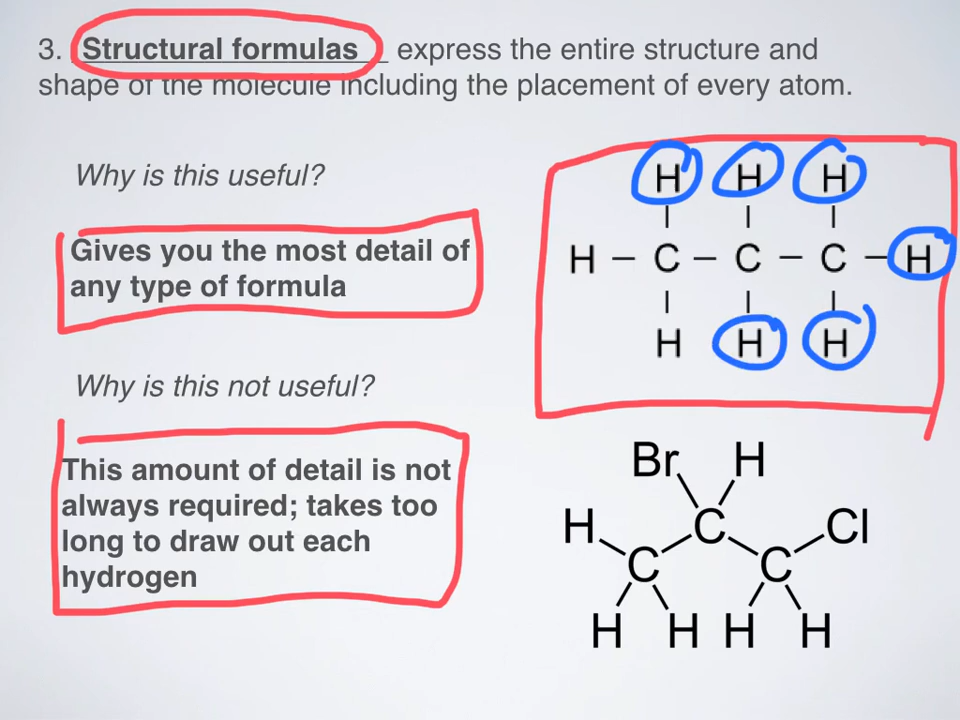 3. Structural formulas express the entire structure and
shape of the molecule including the placement of every atom.
Why is this useful?
Gives you the most detail of
any type of formula
H H H
H – C – C – C – H
H H H
Why is this not useful?
This amount of detail is not
always required; takes too
long to draw out each
hydrogen
Br H
H C Cl
C C
H H H H